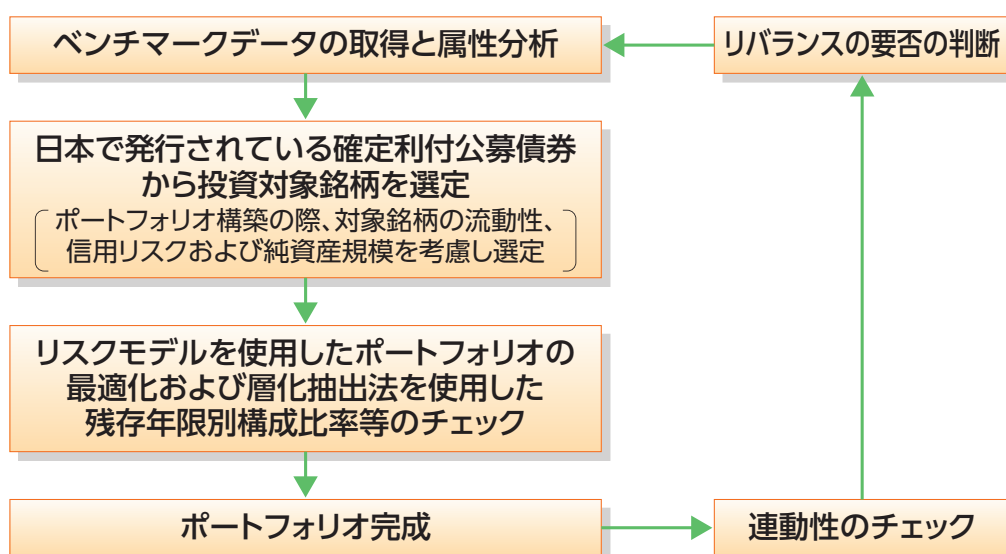 ベンチマークデータの取得と属性分析
リバランスの要否の判断
日本で発行されている確定利付公募債券
から投資対象銘柄を選定
ポートフォリオ構築の際、対象銘柄の流動性、
信用リスクおよび純資産規模を考慮し選定
リスクモデルを使用したポートフォリオの
最適化および層化抽出法を使用した
残存年限別構成比率等のチェック
ポートフォリオ完成
連動性のチェック